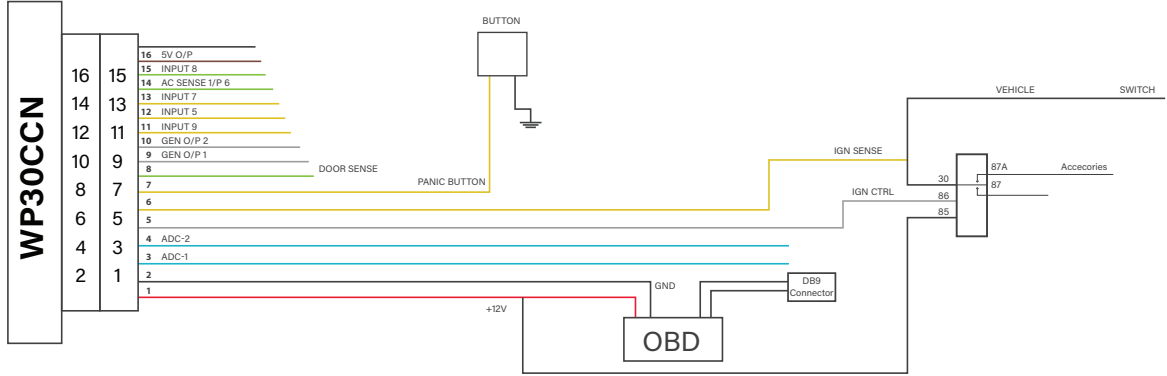 WP30CCN
16 15
14 13
12 11
10 9
8 7
6 5
4 3
2 1
16 5V O/P
15 INPUT 8
14 AC SENSE 1/P 6
13 INPUT 7
12 INPUT 5
11 INPUT 9
10 GEN O/P 2
9 GEN O/P 1
8 DOOR SENSE
7 PANIC BUTTON
6
5
4 ADC-2
3 ADC-1
2
1
BUTTON
IGN SENSE
IGN CTRL
VEHICLE SWITCH
87A Accecories
30 87
86
85
GND
+12V
OBD
DB9
Connector